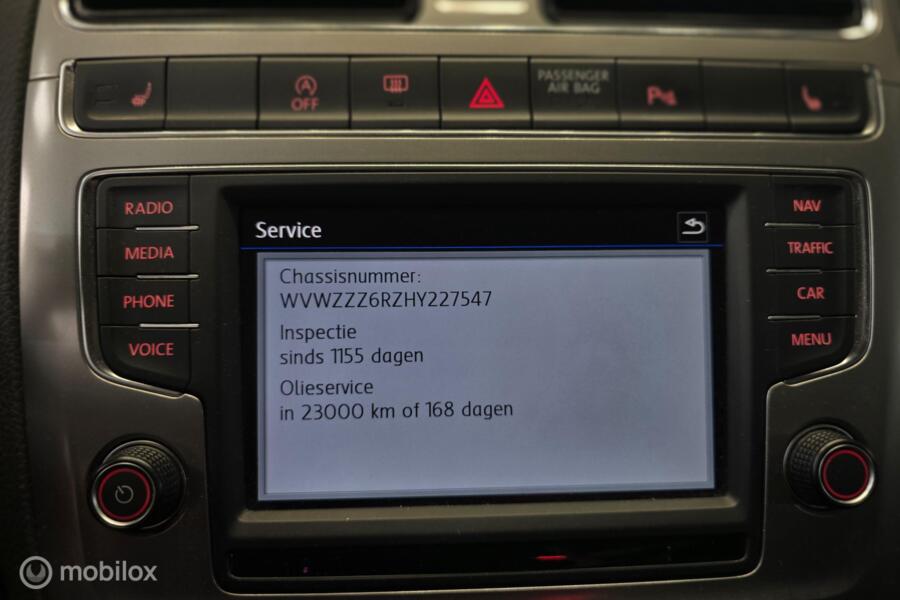 A
OFF
PASSENGER
AIR BAG
P
RADIO
MEDIA
PHONE
VOICE
Service
Chassisnummer:
WVWZZZ6RZHY227547
Inspectie
sinds 1155 dagen
Olieservice
in 23000 km of 168 dagen
NAV
TRAFFIC
CAR
MENU
mobilox